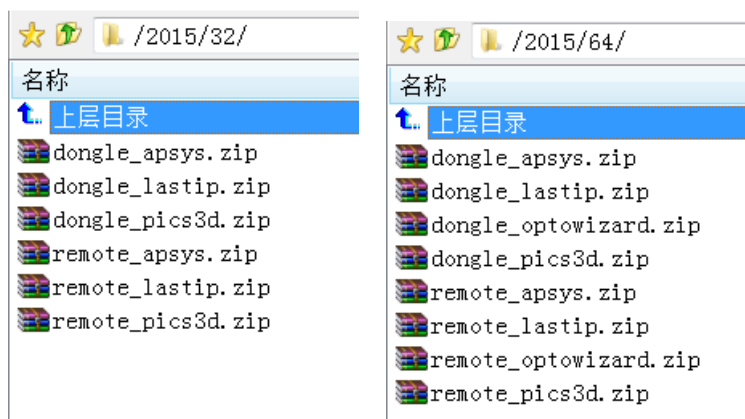 /2015/32/
名称
上层目录
dongle_apsys.zip
dongle_lastip.zip
dongle_pics3d.zip
remote_apsys.zip
remote_lastip.zip
remote_pics3d.zip
/2015/64/
名称
上层目录
dongle_apsys.zip
dongle_lastip.zip
dongle_optowizard.zip
dongle_pics3d.zip
remote_apsys.zip
remote_lastip.zip
remote_optowizard.zip
remote_pics3d.zip